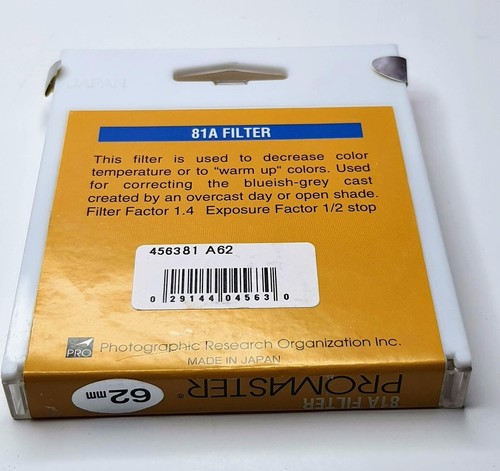 81A FILTER
This filter is used to decrease color
temperature or to "warm up" colors. Used
for correcting the blueish-grey cast
created by an overcast day or open shade.
Filter Factor 1.4 Exposure Factor 1/2 stop
456381 A62
0 29144 04563 0
PRO Photographic Research Organization Inc.
MADE IN JAPAN
81A FILTER
PROMASTER®
62mm